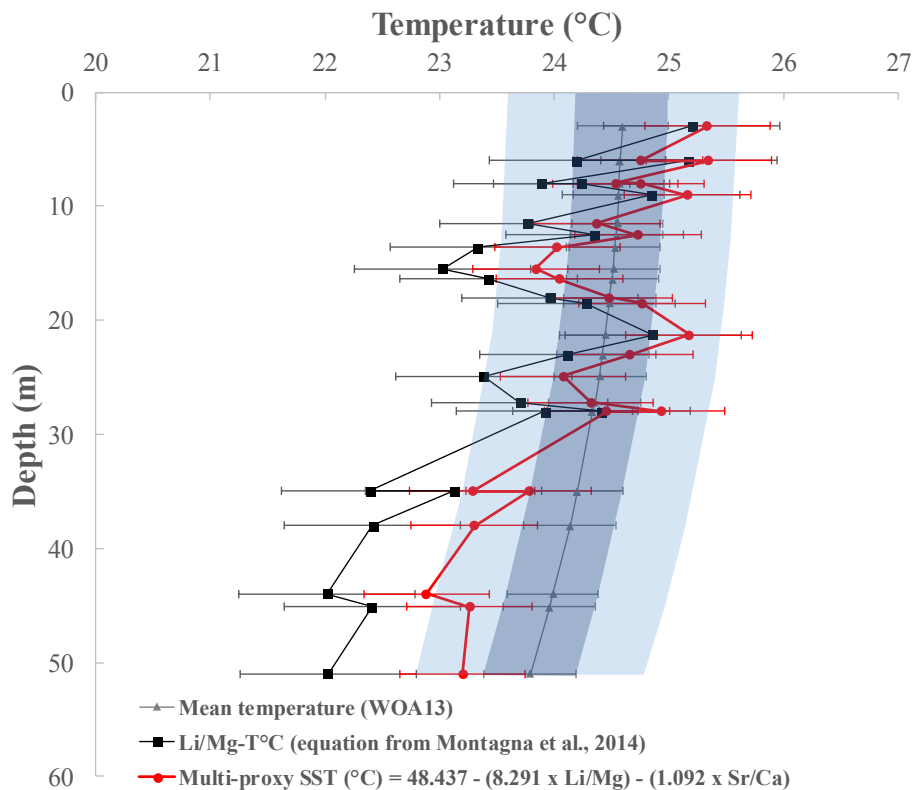 Temperature (°C)
20 21 22 23 24 25 26 27
0
10
20
30
40
50
60
Depth (m)
Mean temperature (WOA13)
Li/Mg-T°C (equation from Montagna et al., 2014)
Multi-proxy SST (°C) = 48.437 - (8.291 x Li/Mg) - (1.092 x Sr/Ca)